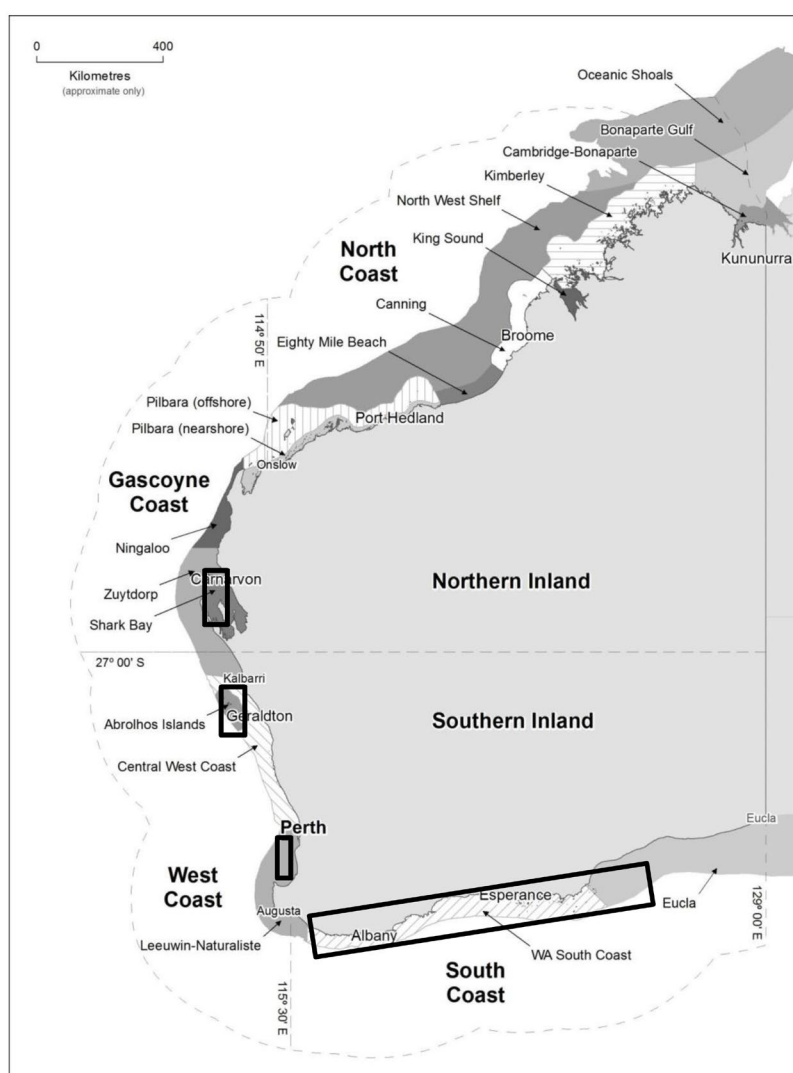 0 400
Kilometres
(approximate only)
Oceanic Shoals
Bonaparte Gulf
Cambridge-Bonaparte
Kimberley
North West Shelf
North
Coast
King Sound
Kununurra
Canning
Broome
114° 50' E
Eighty Mile Beach
Pilbara (offshore)
Port Hedland
Pilbara (nearshore)
Onslow
Gascoyne
Coast
Ningaloo
Carnarvon
Northern Inland
Zuytdorp
Shark Bay
27° 00' S
Kalbarri
Geraldton
Southern Inland
Abrolhos Islands
Central West Coast
Perth
Eucla
West
Coast
Esperance
Augusta
Eucla
129° 00' E
Albany
Leeuwin-Naturaliste
WA South Coast
South
Coast
115° 30' E